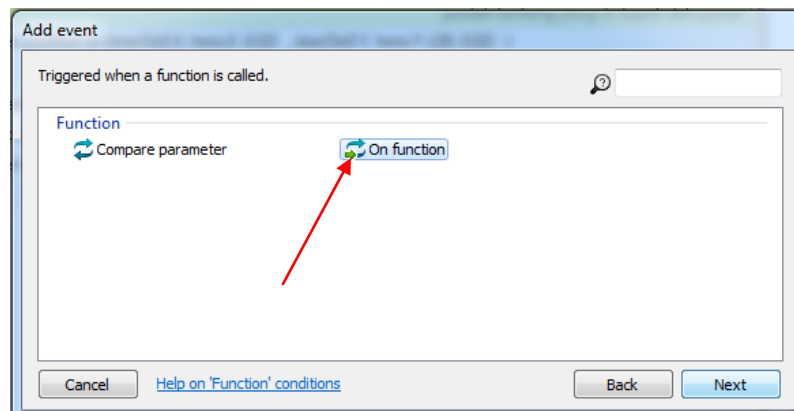 Add event
Triggered when a function is called.
Function
Compare parameter
On function
Cancel
Help on 'Function' conditions
Back
Next